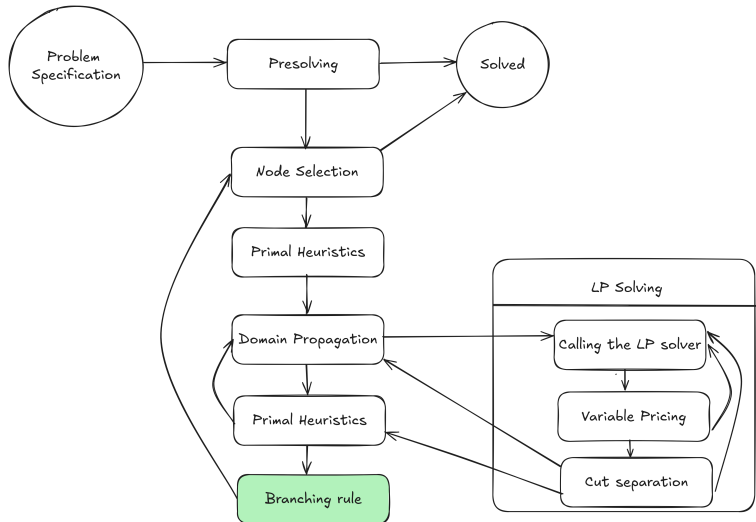 Problem
Specification
Presolving
Solved
Node Selection
Primal Heuristics
LP Solving
Domain Propagation
Calling the LP solver
Primal Heuristics
Variable Pricing
Cut separation
Branching rule